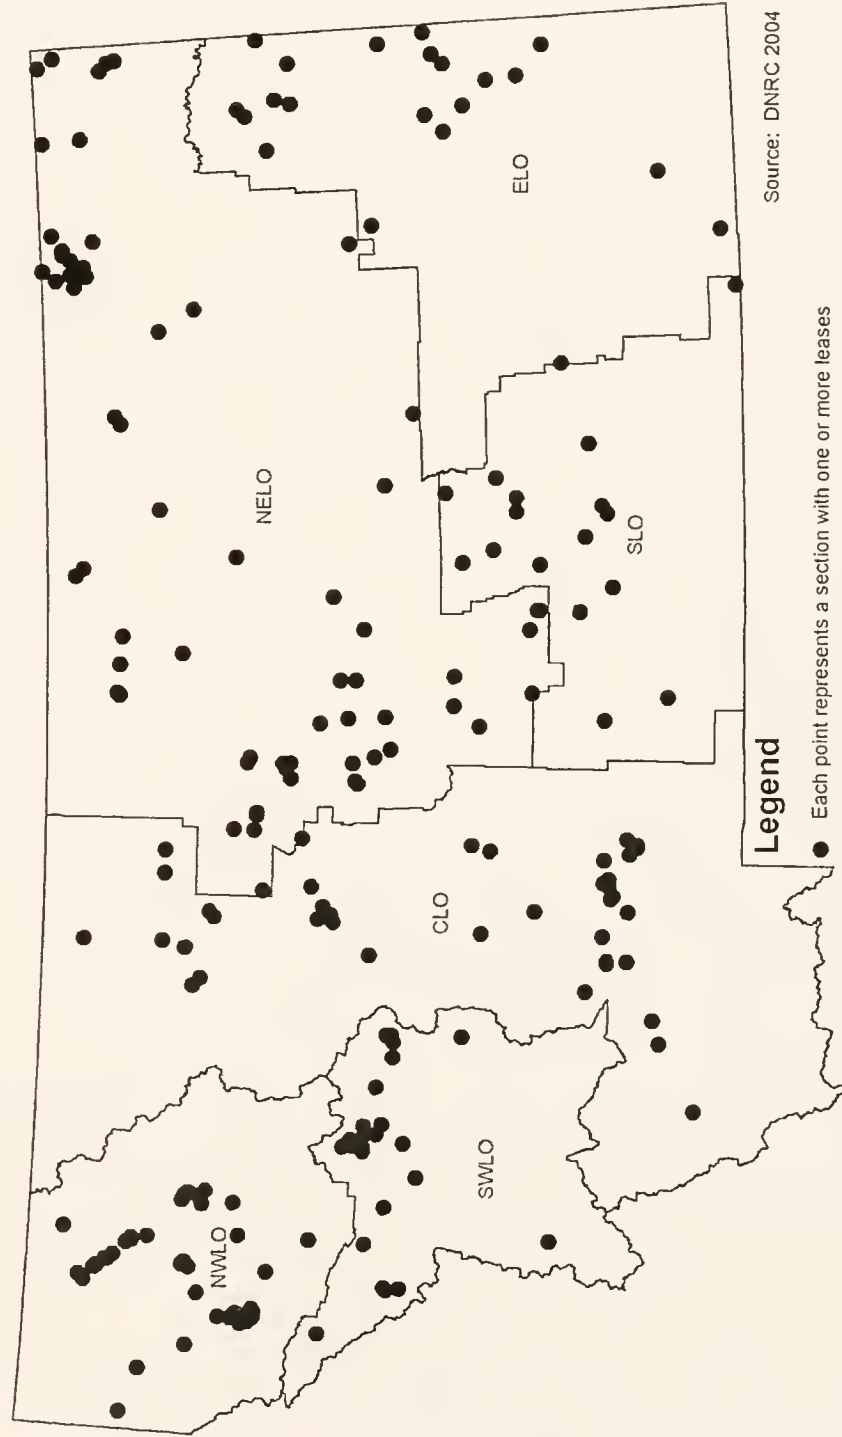 NWLO
SWLO
CLO
NELO
SLO
ELO
Legend
Each point represents a section with one or more leases
Source: DNRC 2004